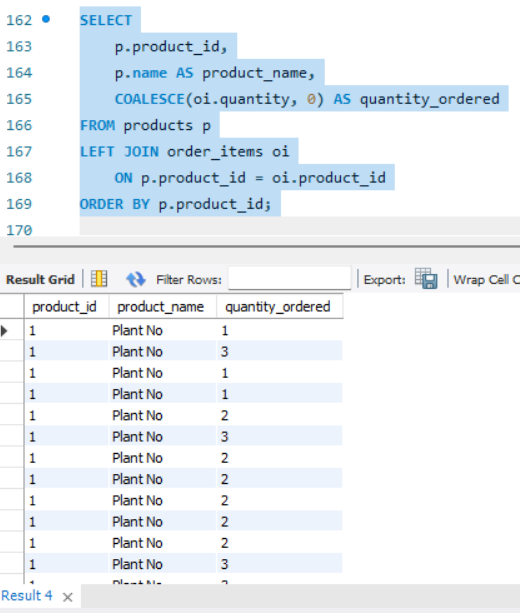 162 SELECT
163 p.product_id,
164 p.name AS product_name,
165 COALESCE(oi.quantity, 0) AS quantity_ordered
166 FROM products p
167 LEFT JOIN order_items oi
168 ON p.product_id = oi.product_id
169 ORDER BY p.product_id;
170
Result Grid Filter Rows: Export: Wrap Cell C
product_id product_name quantity_ordered
1 Plant No 1
1 Plant No 3
1 Plant No 1
1 Plant No 1
1 Plant No 2
1 Plant No 3
1 Plant No 2
1 Plant No 2
1 Plant No 2
1 Plant No 2
1 Plant No 2
1 Plant No 3
1 Plant No
Result 4 ×